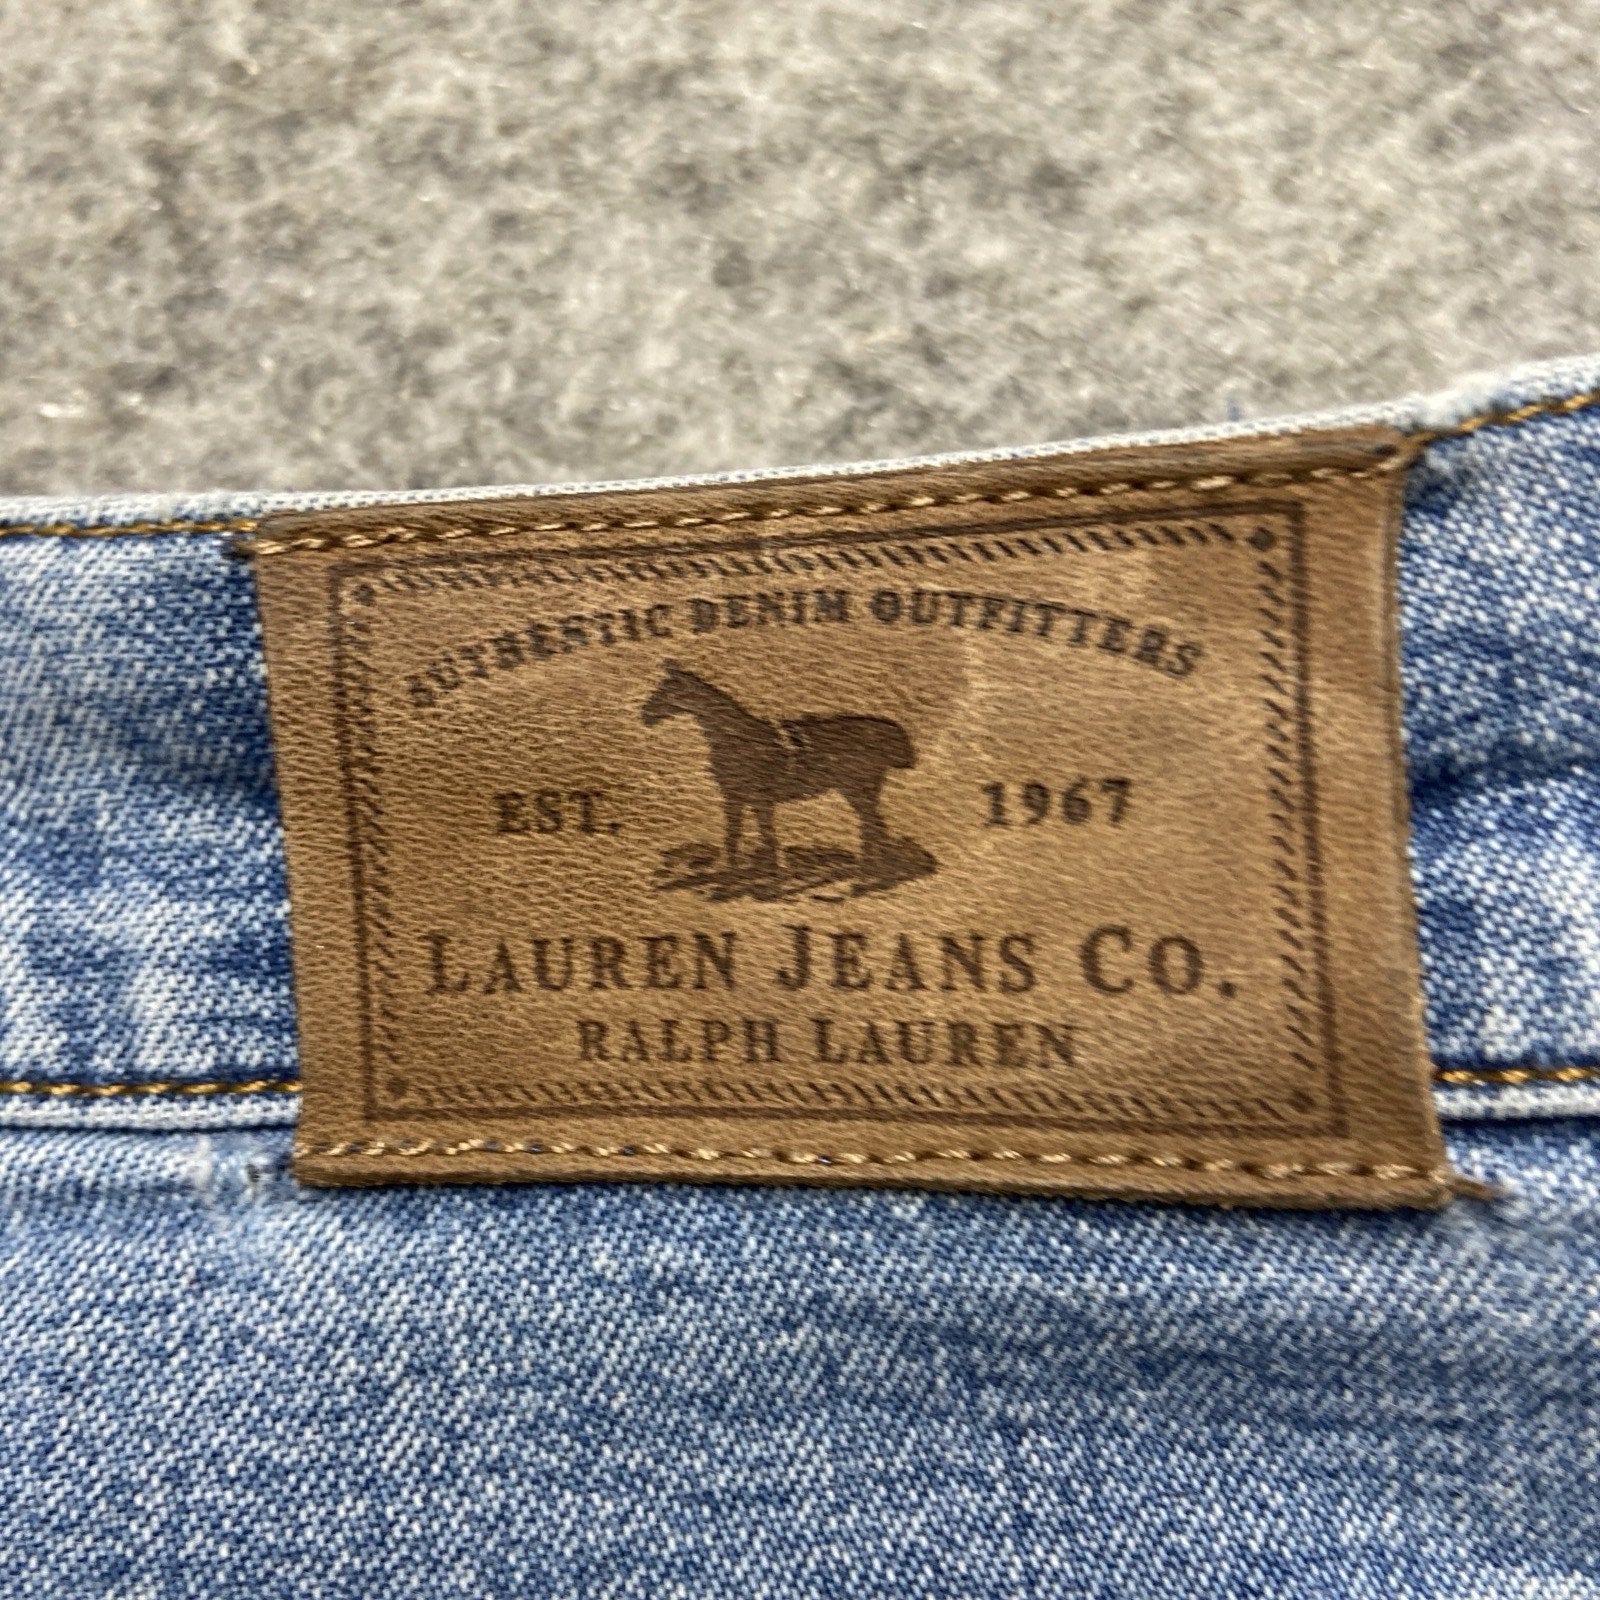 AUTHENTIC DENIM OUTFITTERS
EST. 1967
LAUREN JEANS CO.
RALPH LAUREN